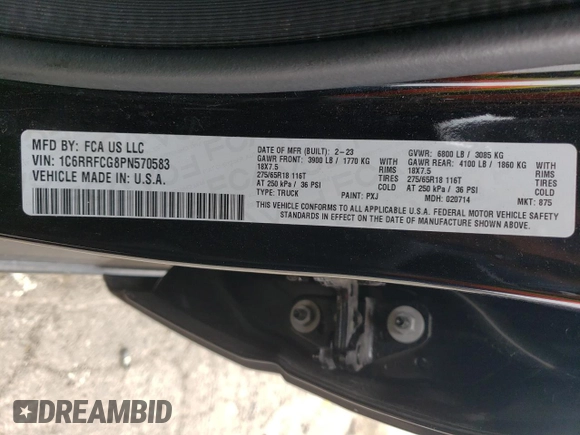 MFD BY: FCA US LLC
VIN: 1C6RRFCG8PN570583
VEHICLE MADE IN: U.S.A.
DATE OF MFR (BUILT): 2-23 GVWR: 6800 LB / 3085 KG
GAWR FRONT: 3900 LB / 1770 KG WITH GAWR REAR: 4100 LB / 1860 KG WITH
18X7.5 RIMS 18X7.5 RIMS
275/65R18 116T TIRES 275/65R18 116T TIRES
AT 250 kPa / 36 PSI COLD AT 250 kPa / 36 PSI COLD
TYPE: TRUCK PAINT: PXJ MDH: 020714 MKT: 875
THIS VEHICLE CONFORMS TO ALL APPLICABLE U.S.A. FEDERAL MOTOR VEHICLE SAFETY
STANDARDS IN EFFECT ON THE DATE OF MANUFACTURE SHOWN ABOVE.
DREAMBID